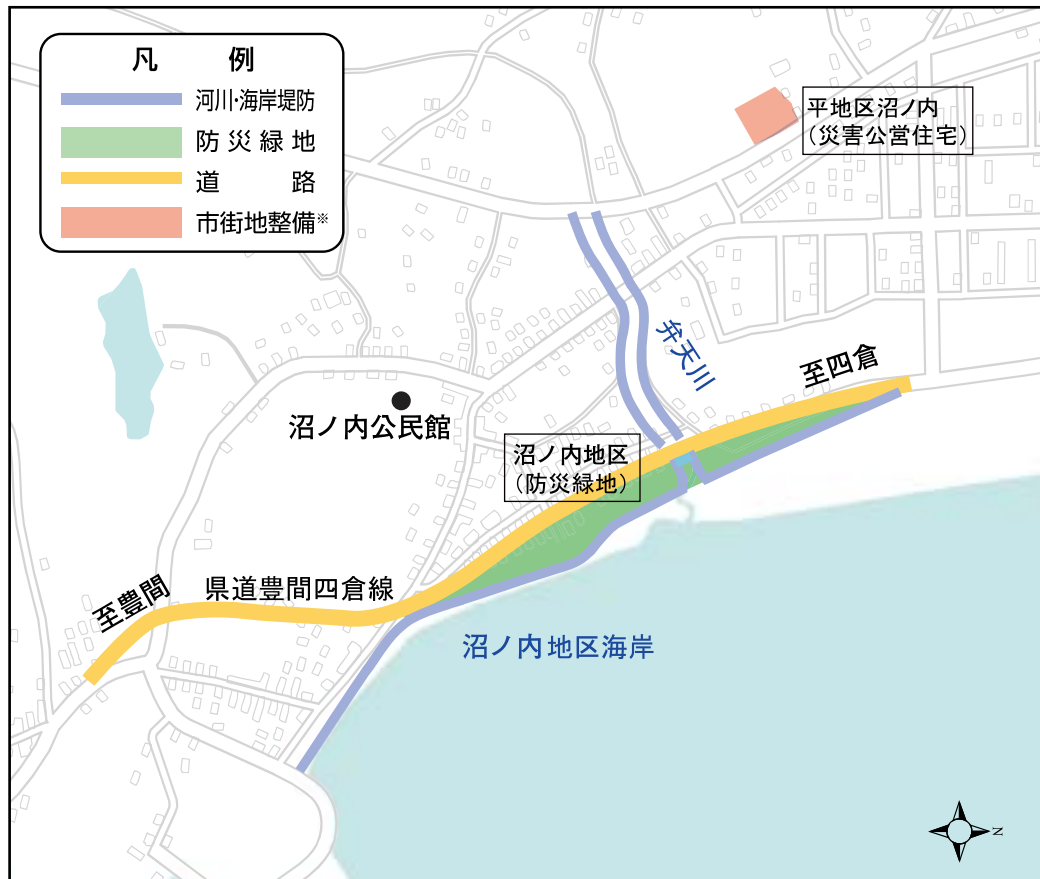 凡 例
河川・海岸堤防
防災緑地
道 路
市街地整備※
平地区沼ノ内
(災害公営住宅)
弁天川
至四倉
沼ノ内公民館
沼ノ内地区
(防災緑地)
至豊間
県道豊間四倉線
沼ノ内地区海岸
N